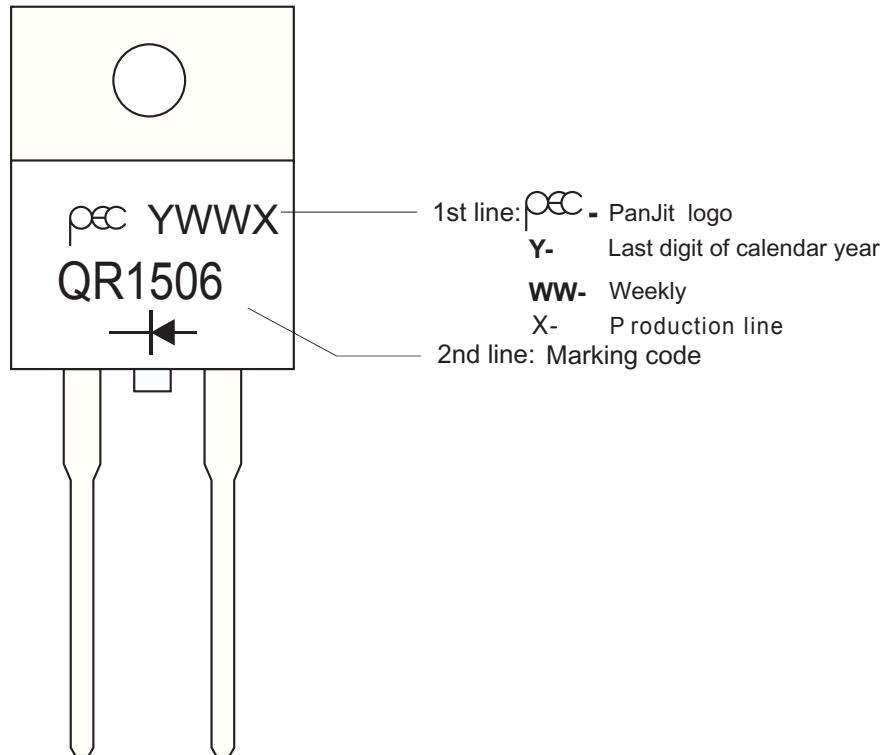 pec YWWX
QR1506
1st line: pec - PanJit logo
Y- Last digit of calendar year
WW- Weekly
X- Production line
2nd line: Marking code